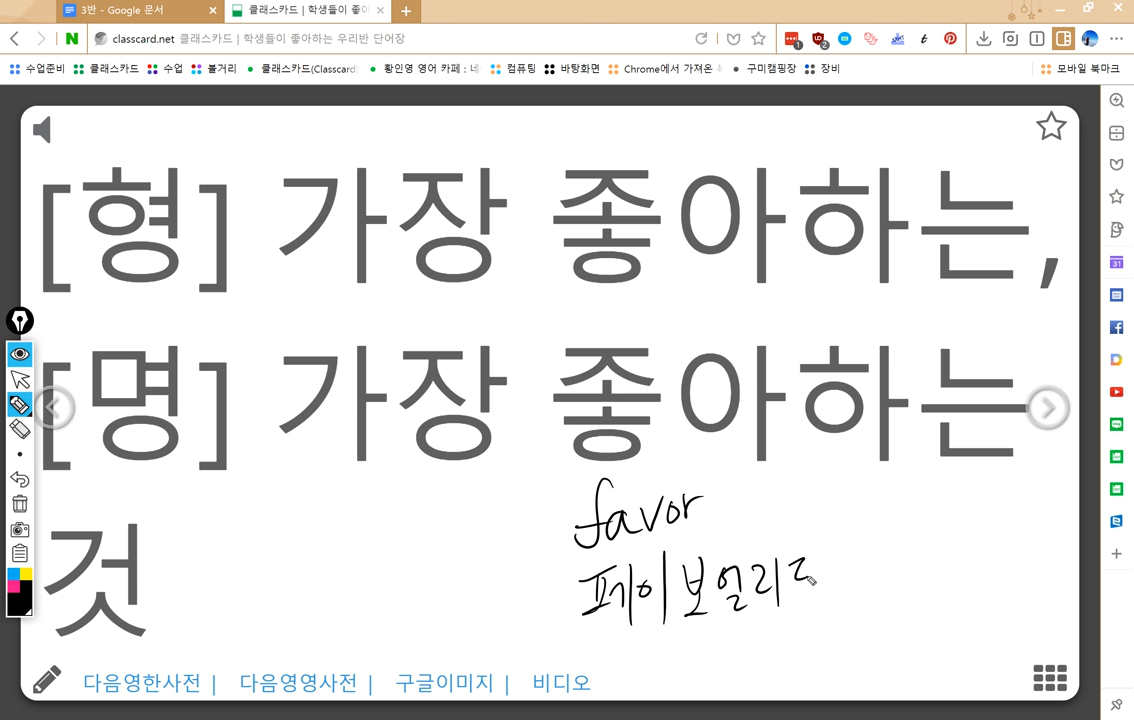 3반 - Google 문서
클래스카드 | 학생들이 좋아
classcard.net 클래스카드 | 학생들이 좋아하는 우리반 단어장
수업준비 클래스카드 수업 볼거리 클래스카드(Classcard 황인영 영어 카페 ; 네 컴퓨팅 바탕화면 Chrome에서 가져온 구미캠핑장 장비 모바일 북마크
[형] 가장 좋아하는,
[명] 가장 좋아하는
것
favor
페이보얼리
다음영한사전 | 다음영영사전 | 구글이미지 | 비디오